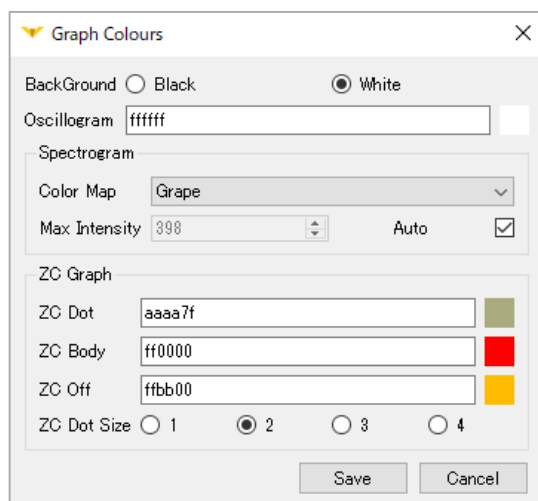 Graph Colours
BackGround Black White
Oscillogram ffffff
Spectrogram
Color Map Grape
Max Intensity 398 Auto
ZC Graph
ZC Dot aaaa7f
ZC Body ff0000
ZC Off ffbb00
ZC Dot Size 1 2 3 4
Save Cancel